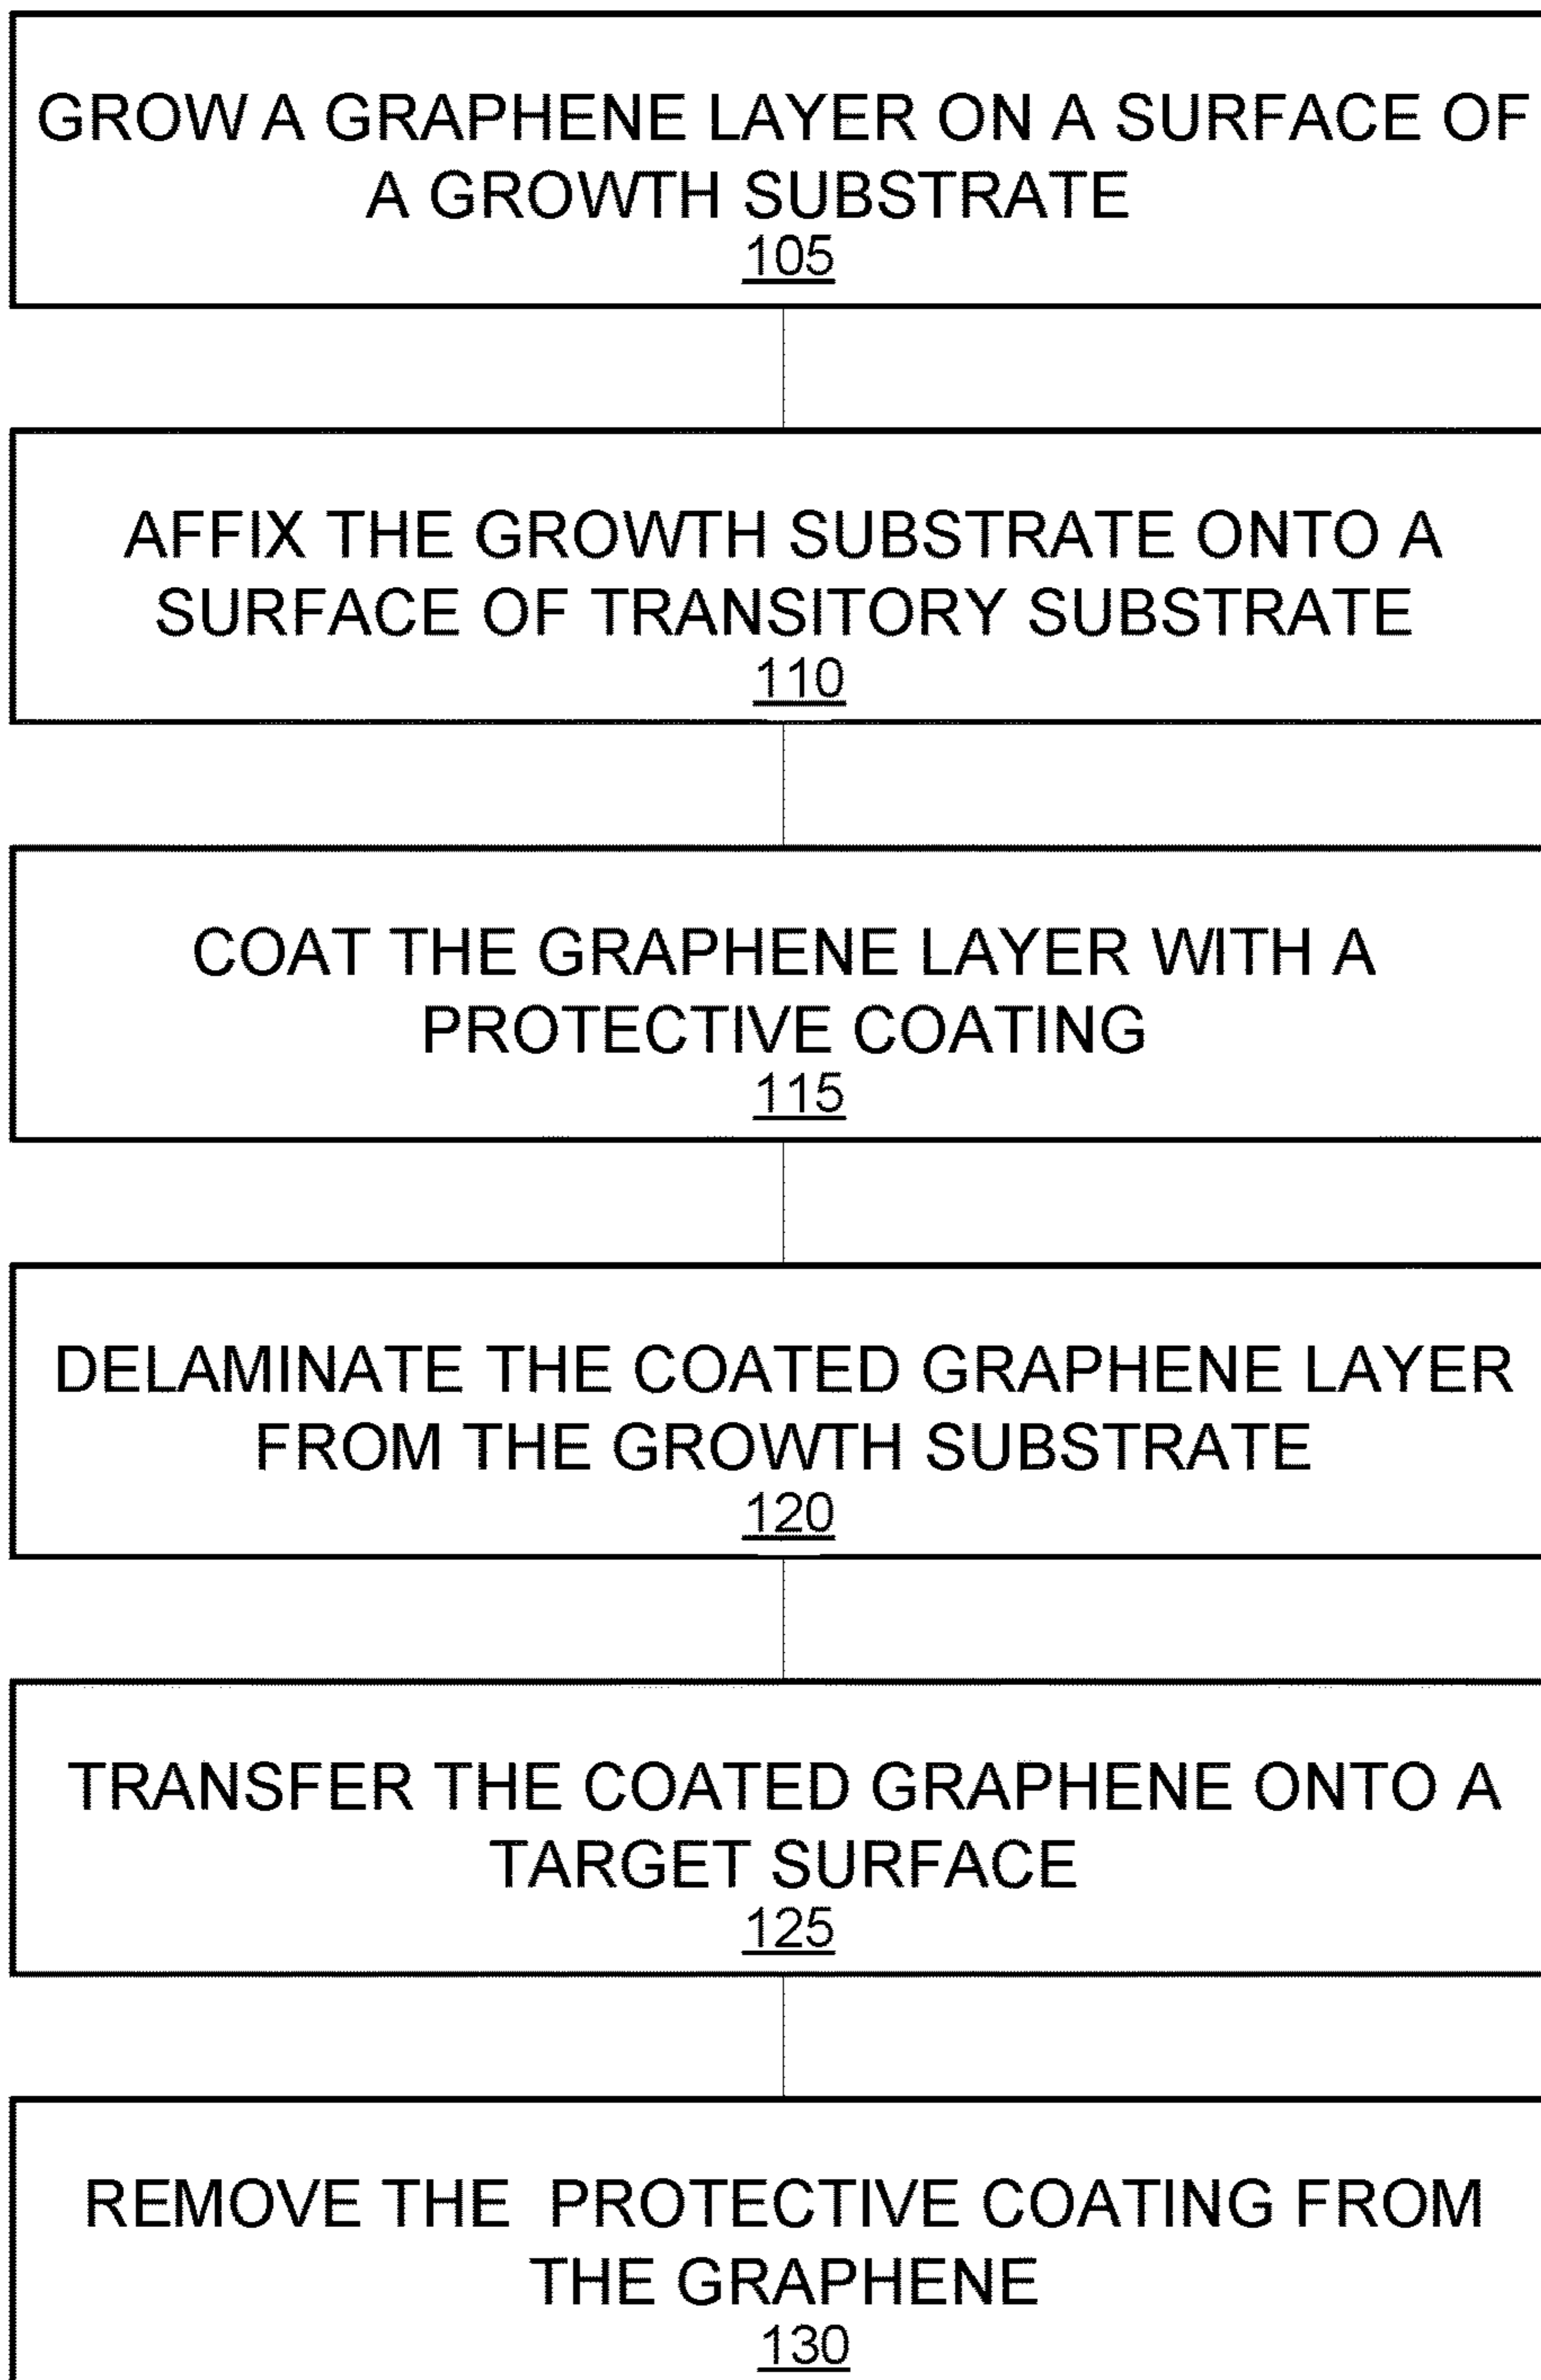 GROW A GRAPHENE LAYER ON A SURFACE OF
A GROWTH SUBSTRATE
105
AFFIX THE GROWTH SUBSTRATE ONTO A
SURFACE OF TRANSITORY SUBSTRATE
110
COAT THE GRAPHENE LAYER WITH A
PROTECTIVE COATING
115
DELAMINATE THE COATED GRAPHENE LAYER
FROM THE GROWTH SUBSTRATE
120
TRANSFER THE COATED GRAPHENE ONTO A
TARGET SURFACE
125
REMOVE THE  PROTECTIVE COATING FROM
THE GRAPHENE
130